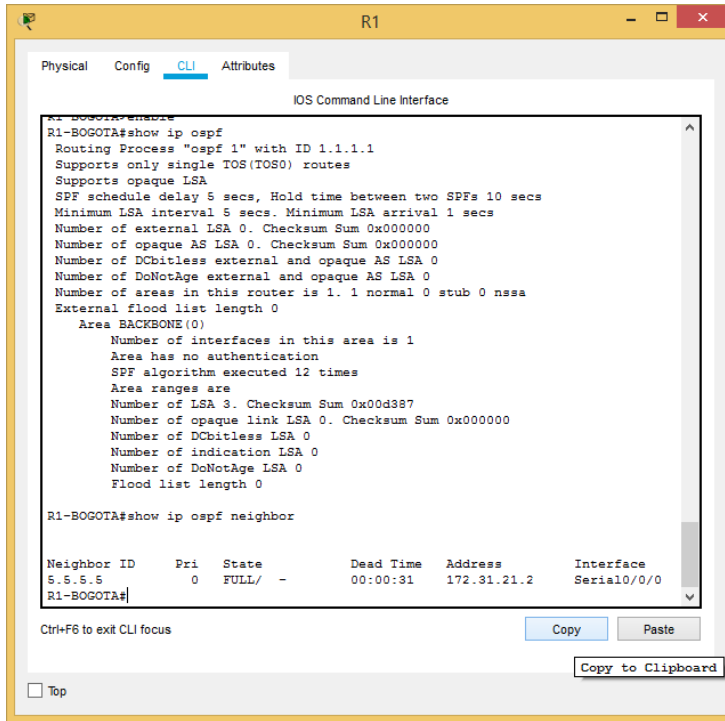 R1
Physical Config CLI Attributes
IOS Command Line Interface
R1-BOGOTA>enable
R1-BOGOTA#show ip ospf
Routing Process "ospf 1" with ID 1.1.1.1
Supports only single TOS(TOS0) routes
Supports opaque LSA
SPF schedule delay 5 secs, Hold time between two SPFs 10 secs
Minimum LSA interval 5 secs. Minimum LSA arrival 1 secs
Number of external LSA 0. Checksum Sum 0x000000
Number of opaque AS LSA 0. Checksum Sum 0x000000
Number of DCbitless external and opaque AS LSA 0
Number of DoNotAge external and opaque AS LSA 0
Number of areas in this router is 1. 1 normal 0 stub 0 nssa
External flood list length 0
Area BACKBONE(0)
Number of interfaces in this area is 1
Area has no authentication
SPF algorithm executed 12 times
Area ranges are
Number of LSA 3. Checksum Sum 0x00d387
Number of opaque link LSA 0. Checksum Sum 0x000000
Number of DCbitless LSA 0
Number of indication LSA 0
Number of DoNotAge LSA 0
Flood list length 0
R1-BOGOTA#show ip ospf neighbor
Neighbor ID Pri State Dead Time Address Interface
5.5.5.5 0 FULL/ - 00:00:31 172.31.21.2 Serial0/0/0
R1-BOGOTA#
Ctrl+F6 to exit CLI focus Copy Paste
Copy to Clipboard
Top